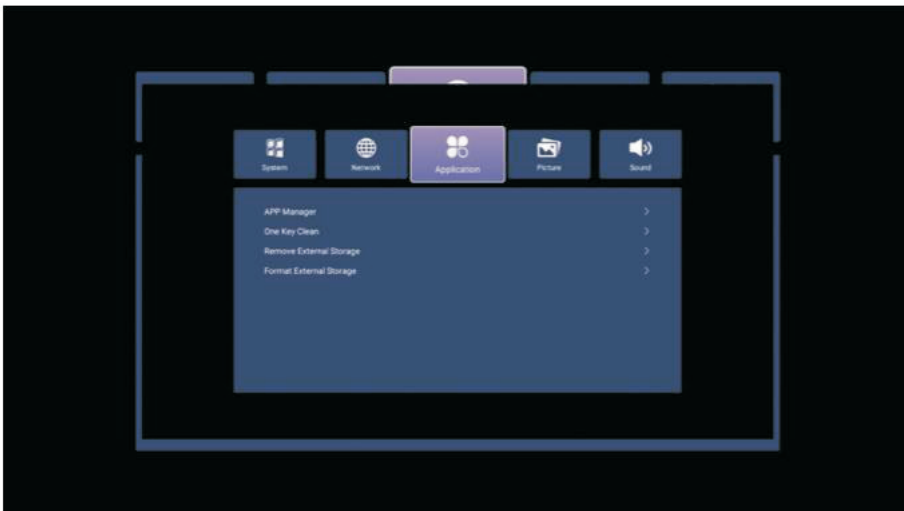 System
Network
Application
Picture
Sound
APP Manager
One Key Clean
Remove External Storage
Format External Storage